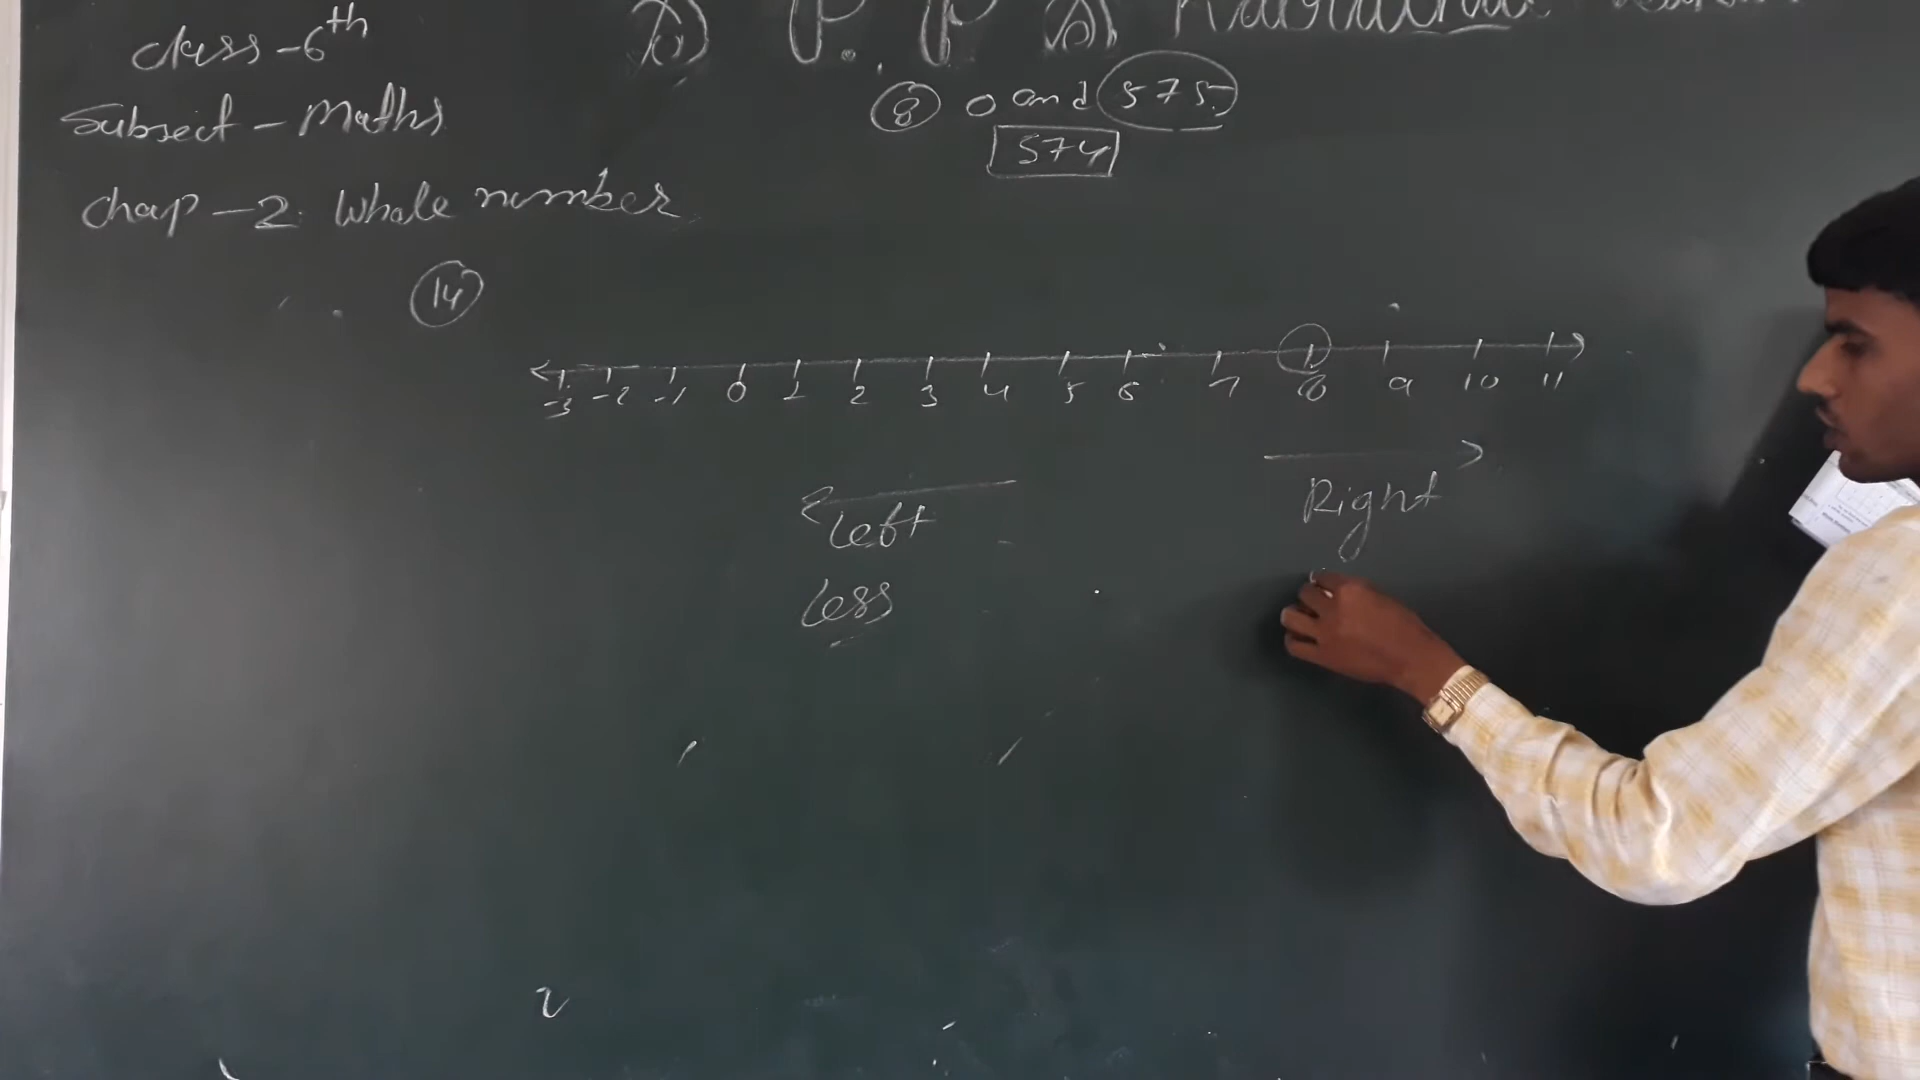 class - 6th
Subject - Maths
Chap - 2. Whole number
⑧ 0 and 575
574
⑭
-3 -2 -1 0 1 2 3 4 5 6 7 8 9 10 11
Left
Less
Right